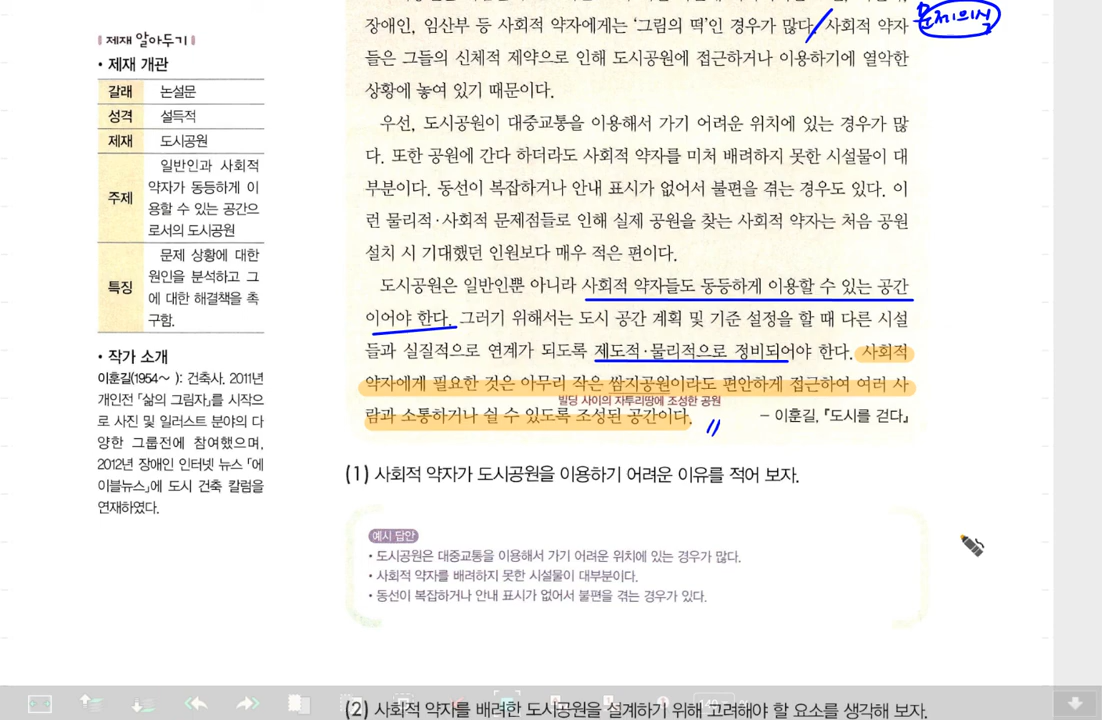 제재 알아두기
• 제재 개관
갈래 논설문
성격 설득적
제재 도시공원
주제 일반인과 사회적
약자가 동등하게 이
용할 수 있는 공간으
로서의 도시공원
특징 문제 상황에 대한
원인을 분석하고 그
에 대한 해결책을 촉
구함.
• 작가 소개
이훈길(1954~): 건축사. 2011년
개인전 「삶의 그림자」를 시작으
로 사진 및 일러스트 분야의 다
양한 그룹전에 참여했으며,
2012년 장애인 인터넷 뉴스 「에
이블뉴스」에 도시 건축 칼럼을
연재하였다.
장애인, 임산부 등 사회적 약자에게는 '그림의 떡'인 경우가 많다. 사회적 약자
문제의식
들은 그들의 신체적 제약으로 인해 도시공원에 접근하거나 이용하기에 열악한
상황에 놓여 있기 때문이다.
우선, 도시공원이 대중교통을 이용해서 가기 어려운 위치에 있는 경우가 많
다. 또한 공원에 간다 하더라도 사회적 약자를 미처 배려하지 못한 시설물이 대
부분이다. 동선이 복잡하거나 안내 표시가 없어서 불편을 겪는 경우도 있다. 이
런 물리적·사회적 문제점들로 인해 실제 공원을 찾는 사회적 약자는 처음 공원
설치 시 기대했던 인원보다 매우 적은 편이다.
도시공원은 일반인뿐 아니라 사회적 약자들도 동등하게 이용할 수 있는 공간
이어야 한다. 그러기 위해서는 도시 공간 계획 및 기준 설정을 할 때 다른 시설
들과 실질적으로 연계가 되도록 제도적·물리적으로 정비되어야 한다. 사회적
약자에게 필요한 것은 아무리 작은 쌈지공원이라도 편안하게 접근하여 여러 사
빌딩 사이의 자투리땅에 조성한 공원
람과 소통하거나 쉴 수 있도록 조성된 공간이다.
- 이훈길, 『도시를 걷다』
(1) 사회적 약자가 도시공원을 이용하기 어려운 이유를 적어 보자.
예시 답안
• 도시공원은 대중교통을 이용해서 가기 어려운 위치에 있는 경우가 많다.
• 사회적 약자를 배려하지 못한 시설물이 대부분이다.
• 동선이 복잡하거나 안내 표시가 없어서 불편을 겪는 경우가 있다.
(2) 사회적 약자를 배려한 도시공원을 설계하기 위해 고려해야 할 요소를 생각해 보자.